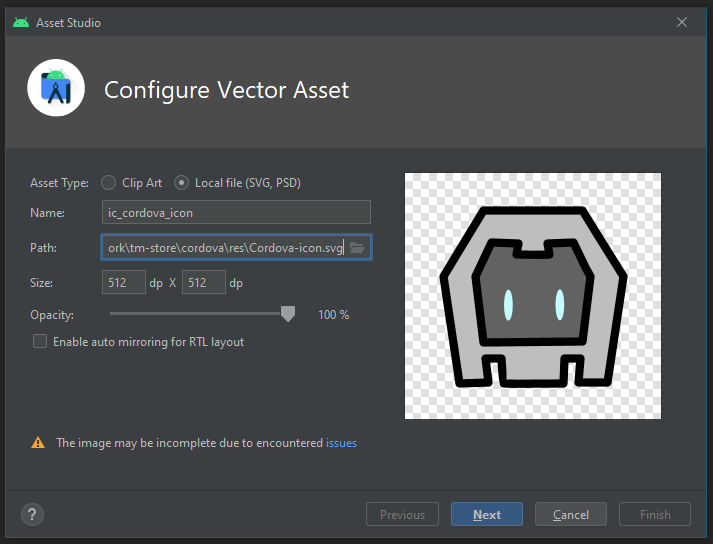 Asset Studio
Configure Vector Asset
Asset Type: Clip Art Local file (SVG, PSD)
Name: ic_cordova_icon
Path: ork\tm-store\cordova\res\Cordova-icon.svg
Size: 512 dp X 512 dp
Opacity: 100 %
Enable auto mirroring for RTL layout
The image may be incomplete due to encountered issues
? Previous Next Cancel Finish